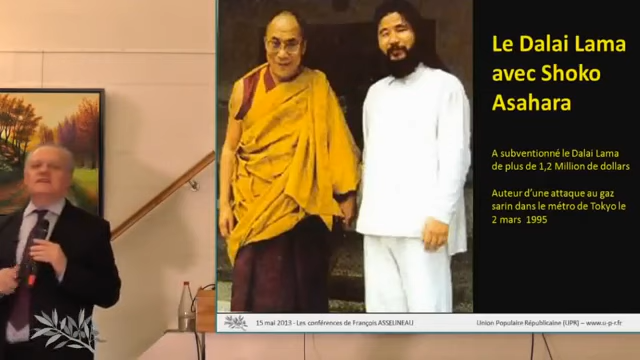 Le Dalai Lama
avec Shoko
Asahara
A subventionné le Dalai Lama
de plus de 1,2 Million de dollars
Auteur d'une attaque au gaz
sarin dans le métro de Tokyo le
2 mars 1995
15 mai 2013 - Les conférences de François ASSELINEAU
Union Populaire Républicaine (UPR) – www.u-p-r.fr